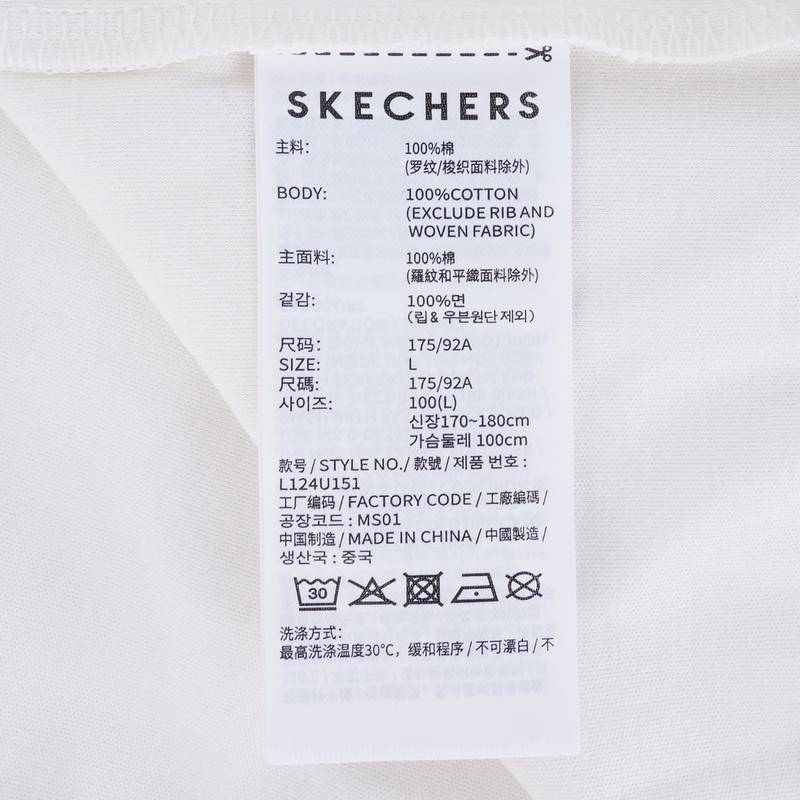 SKECHERS
主料： 100%棉
(罗纹/梭织面料除外)
BODY: 100%COTTON
(EXCLUDE RIB AND
WOVEN FABRIC)
主面料： 100%棉
(羅紋和平織面料除外)
겉감: 100%면
（립 & 우븐원단 제외）
尺码： 175/92A
SIZE: L
尺碼： 175/92A
사이즈: 100(L)
신장170~180cm
가슴둘레 100cm
款号 / STYLE NO./ 款號 / 제품 번호 :
L124U151
工厂编码 / FACTORY CODE / 工廠編碼 /
공장코드 : MS01
中国制造 / MADE IN CHINA / 中國製造 /
생산국 : 중국
30
洗涤方式：
最高洗涤温度30°C，缓和程序 / 不可漂白 / 不